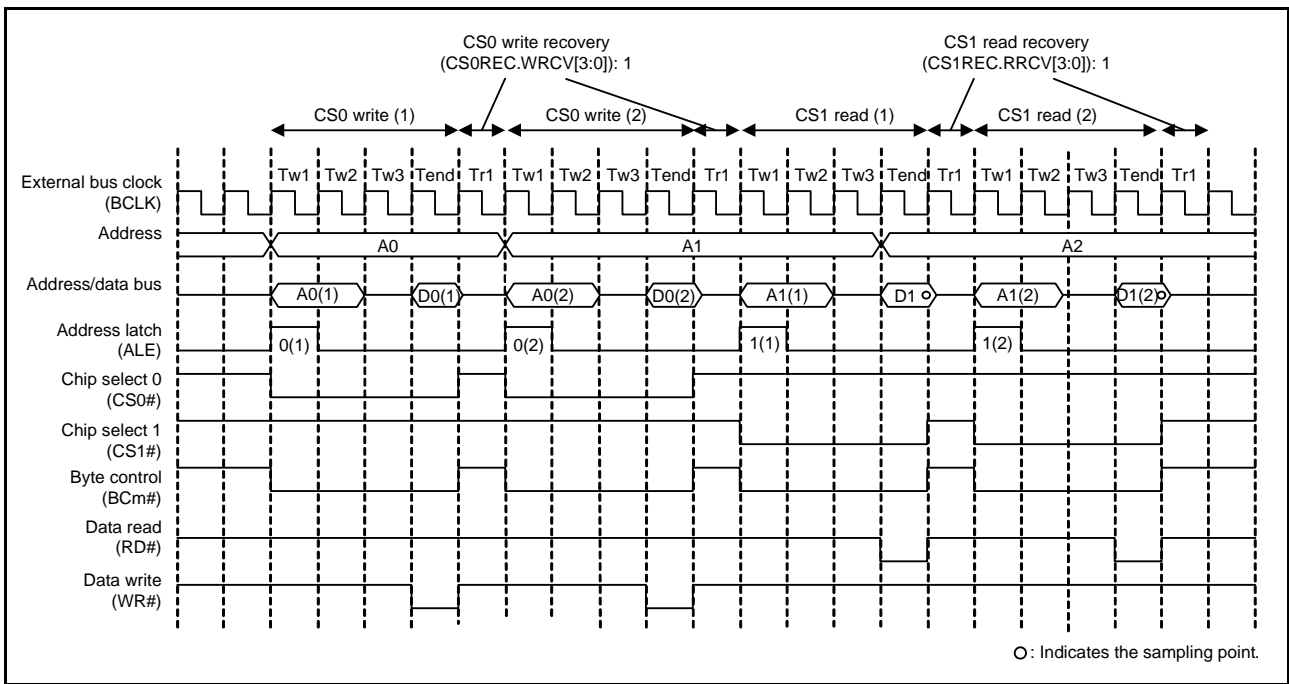 CS0 write recovery
(CS0REC.WRCV[3:0]): 1
CS1 read recovery
(CS1REC.RRCV[3:0]): 1
CS0 write (1) CS0 write (2) CS1 read (1) CS1 read (2)
Tw1 Tw2 Tw3 Tend Tr1 Tw1 Tw2 Tw3 Tend Tr1 Tw1 Tw2 Tw3 Tend Tr1 Tw1 Tw2 Tw3 Tend Tr1
External bus clock
(BCLK)
Address A0 A1 A2
Address/data bus A0(1) D0(1) A0(2) D0(2) A1(1) D1 A1(2) D1(2)
Address latch
(ALE) 0(1) 0(2) 1(1) 1(2)
Chip select 0
(CS0#)
Chip select 1
(CS1#)
Byte control
(BCm#)
Data read
(RD#)
Data write
(WR#)
: Indicates the sampling point.